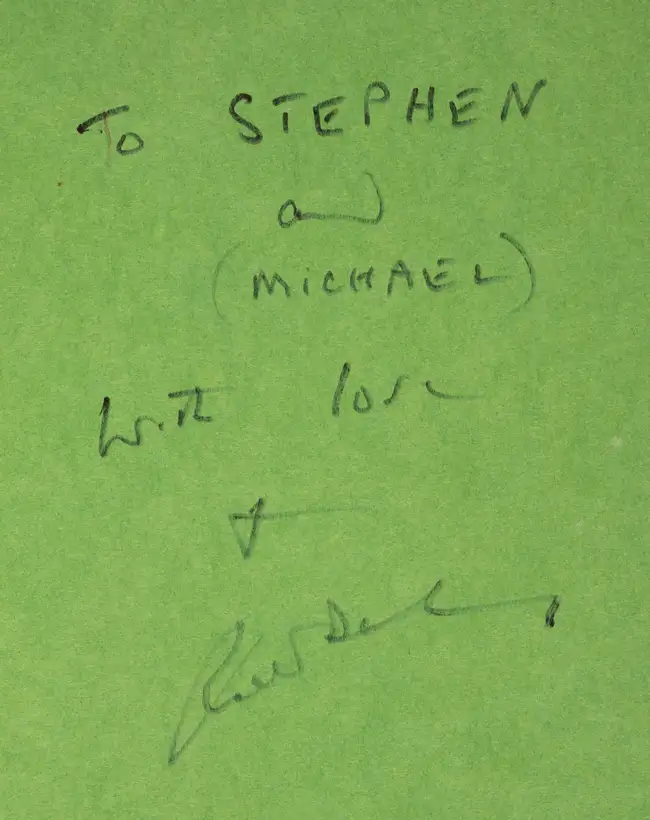 To STEPHEN
and
(MICHAEL)
With love